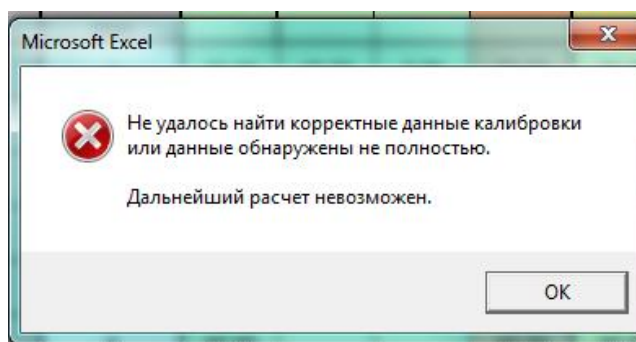 Microsoft Excel
Не удалось найти корректные данные калибровки
или данные обнаружены не полностью.
Дальнейший расчет невозможен.
OK